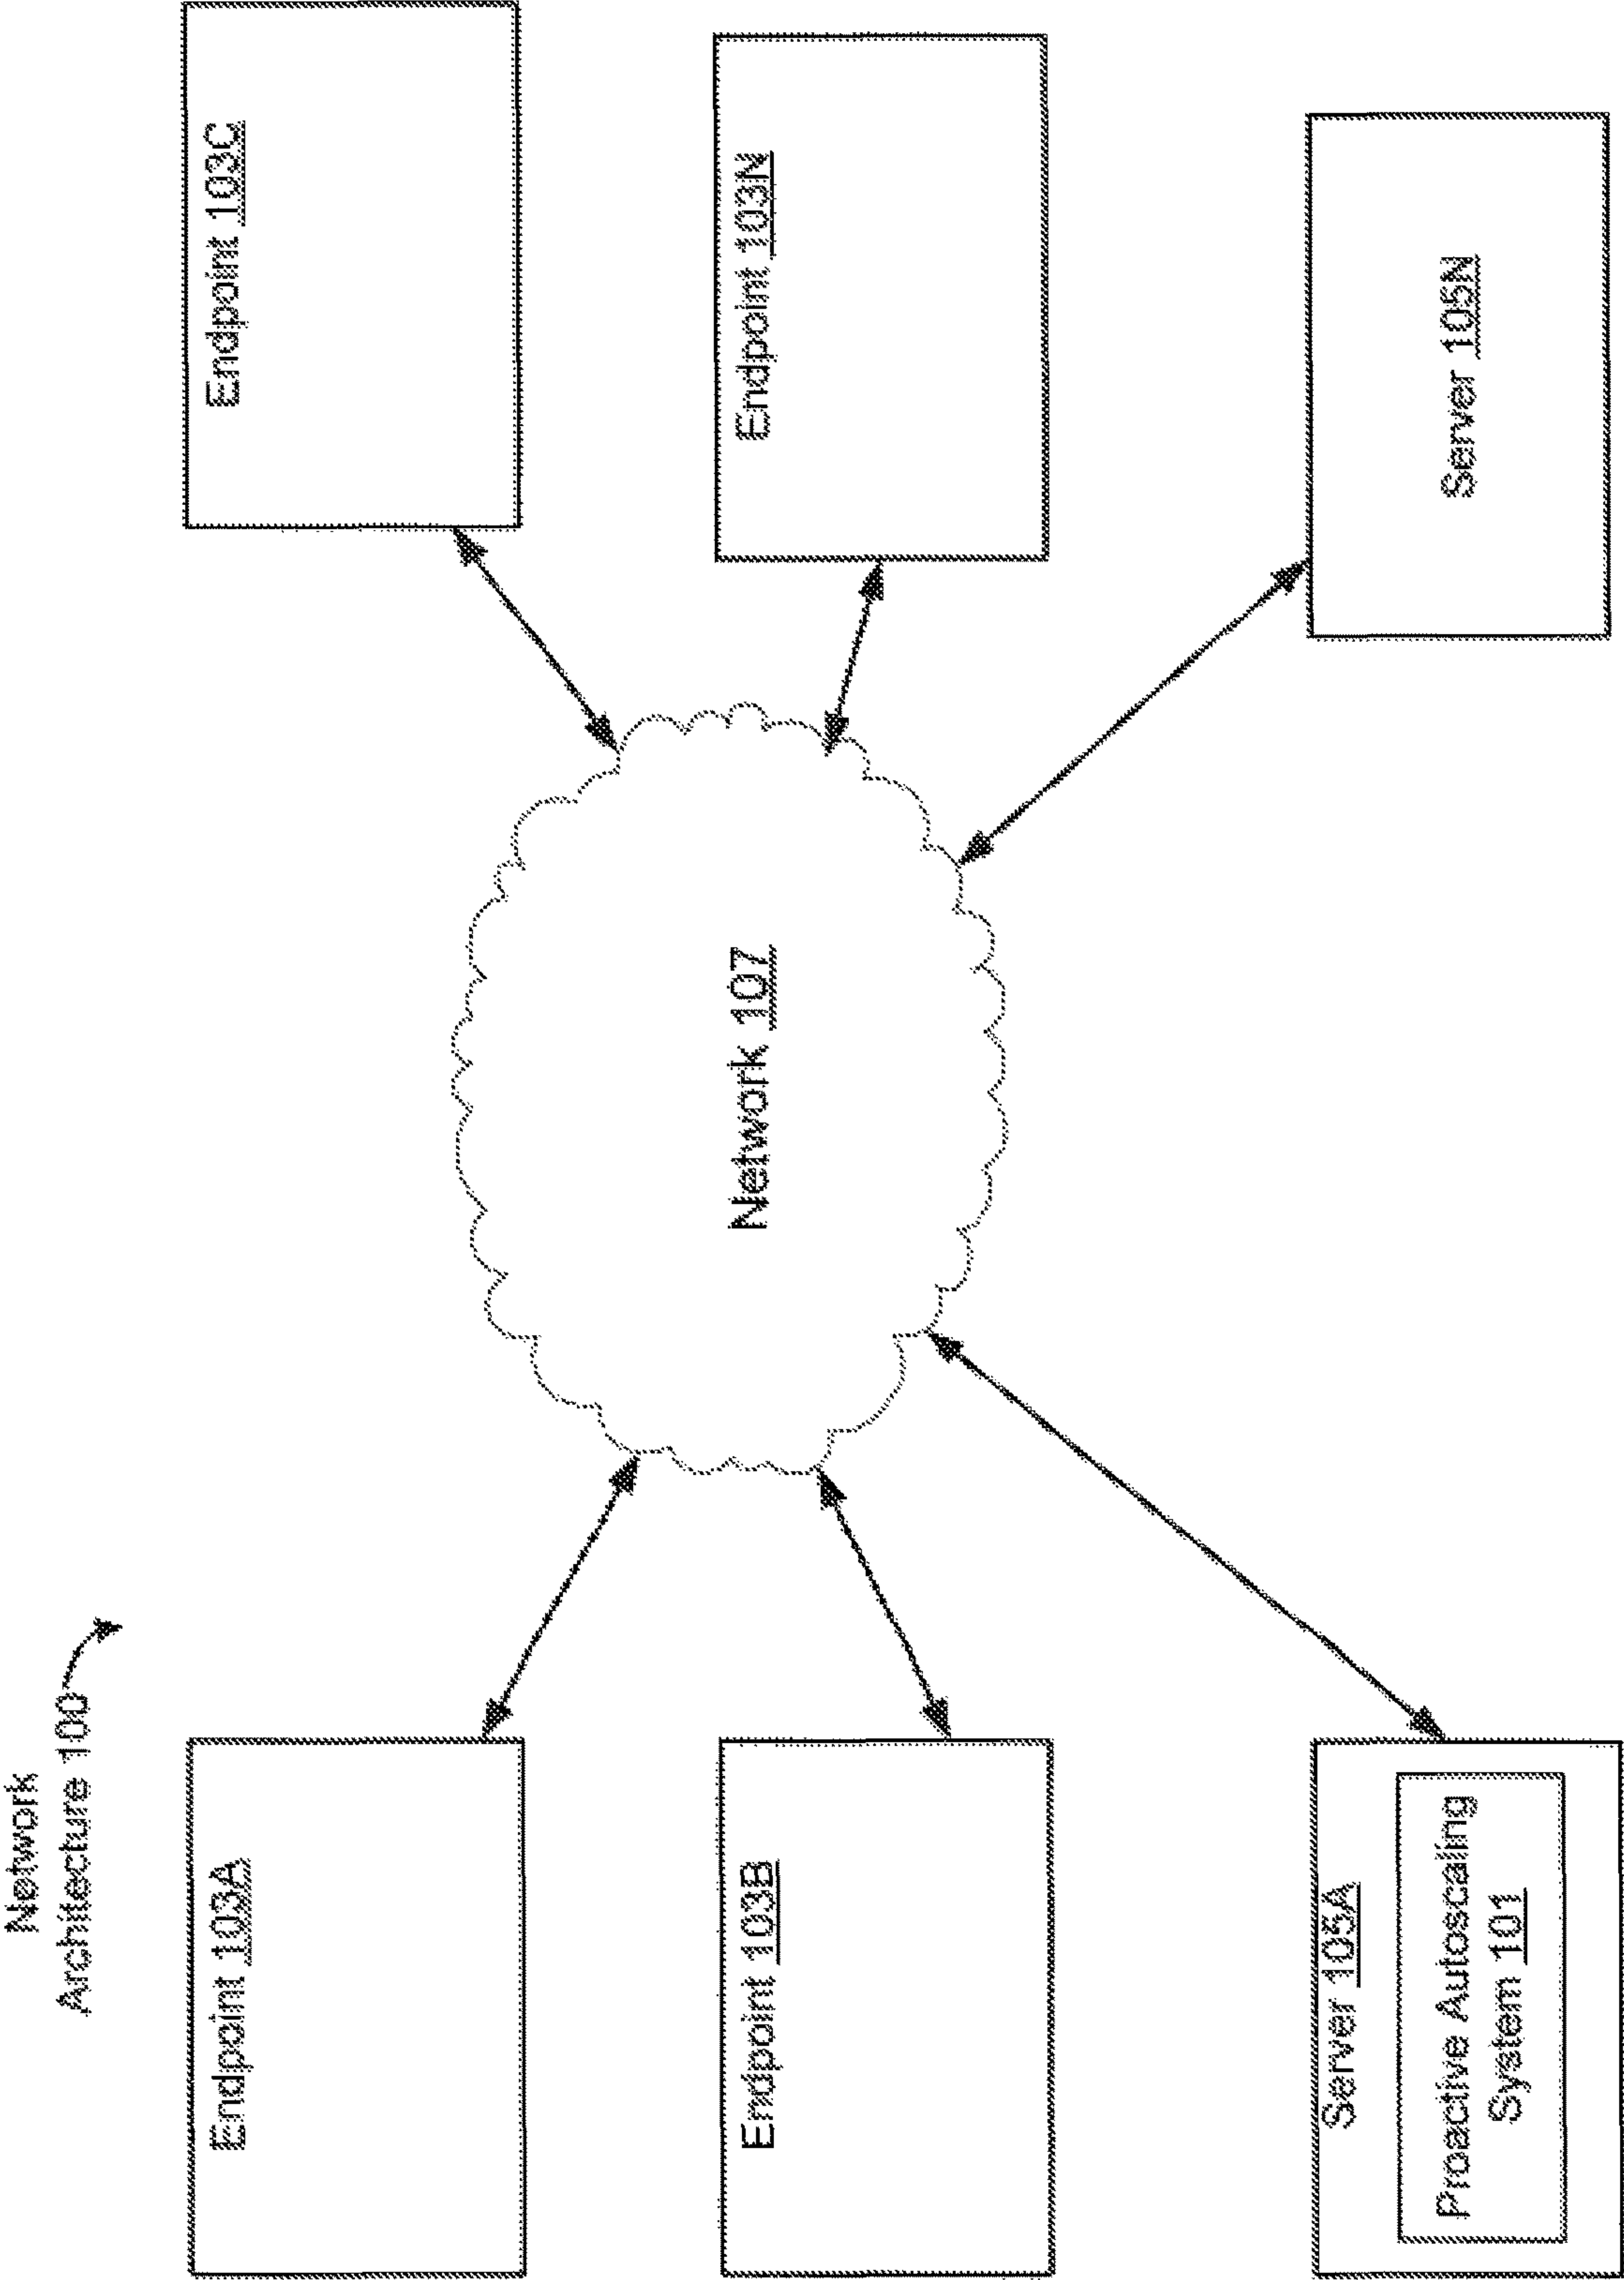 Network
Architecture 100
Endpoint 103A
Endpoint 103C
Endpoint 103B
Endpoint 103N
Network 107
Server 105A
Proactive Autoscaling
System 101
Server 105N